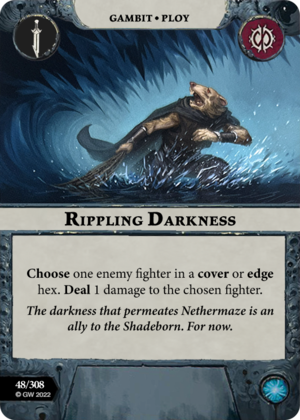 GAMBIT • PLOY
RIPPLING DARKNESS
Choose one enemy fighter in a cover or edge
hex. Deal 1 damage to the chosen fighter.
The darkness that permeates Nethermaze is an
ally to the Shadeborn. For now.
48/308
© GW 2022